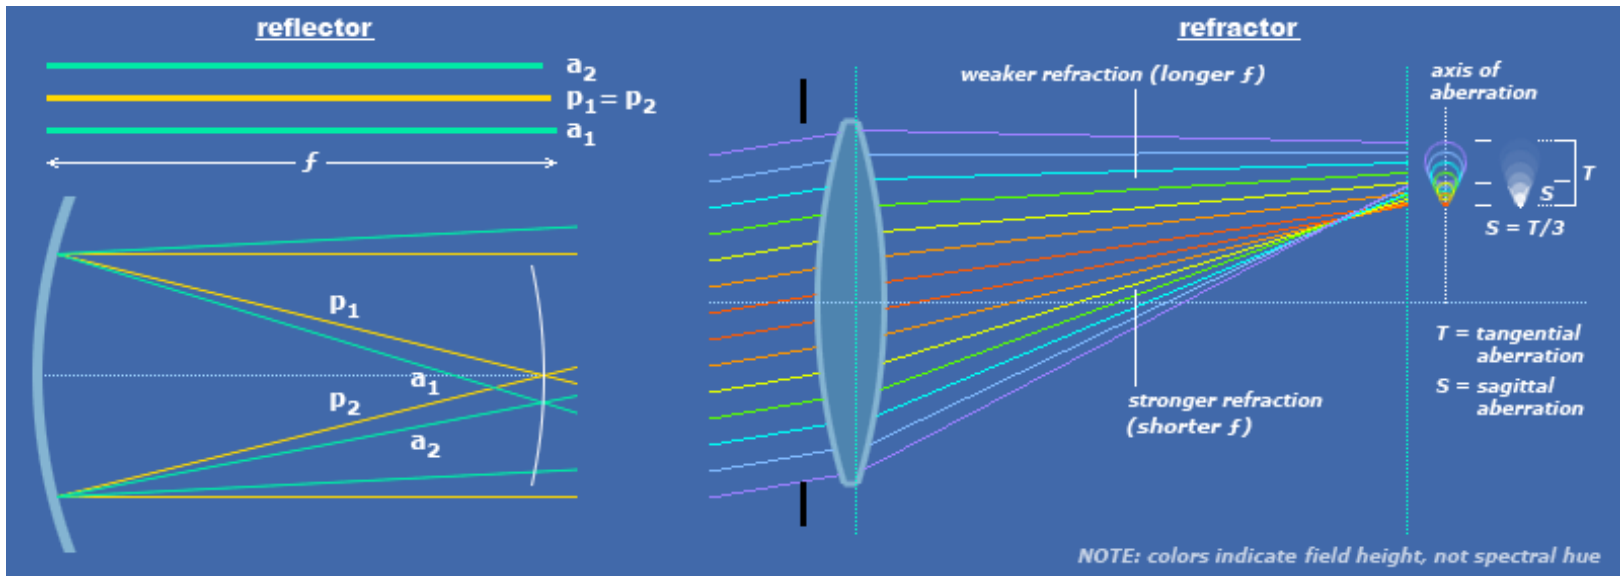 reflector
a2
p1 = p2
a1
ƒ
p1
a1
p2
a2
refractor
weaker refraction (longer ƒ)
axis of
aberration
T
S
S = T/3
T = tangential
aberration
S = sagittal
aberration
stronger refraction
(shorter ƒ)
NOTE: colors indicate field height, not spectral hue